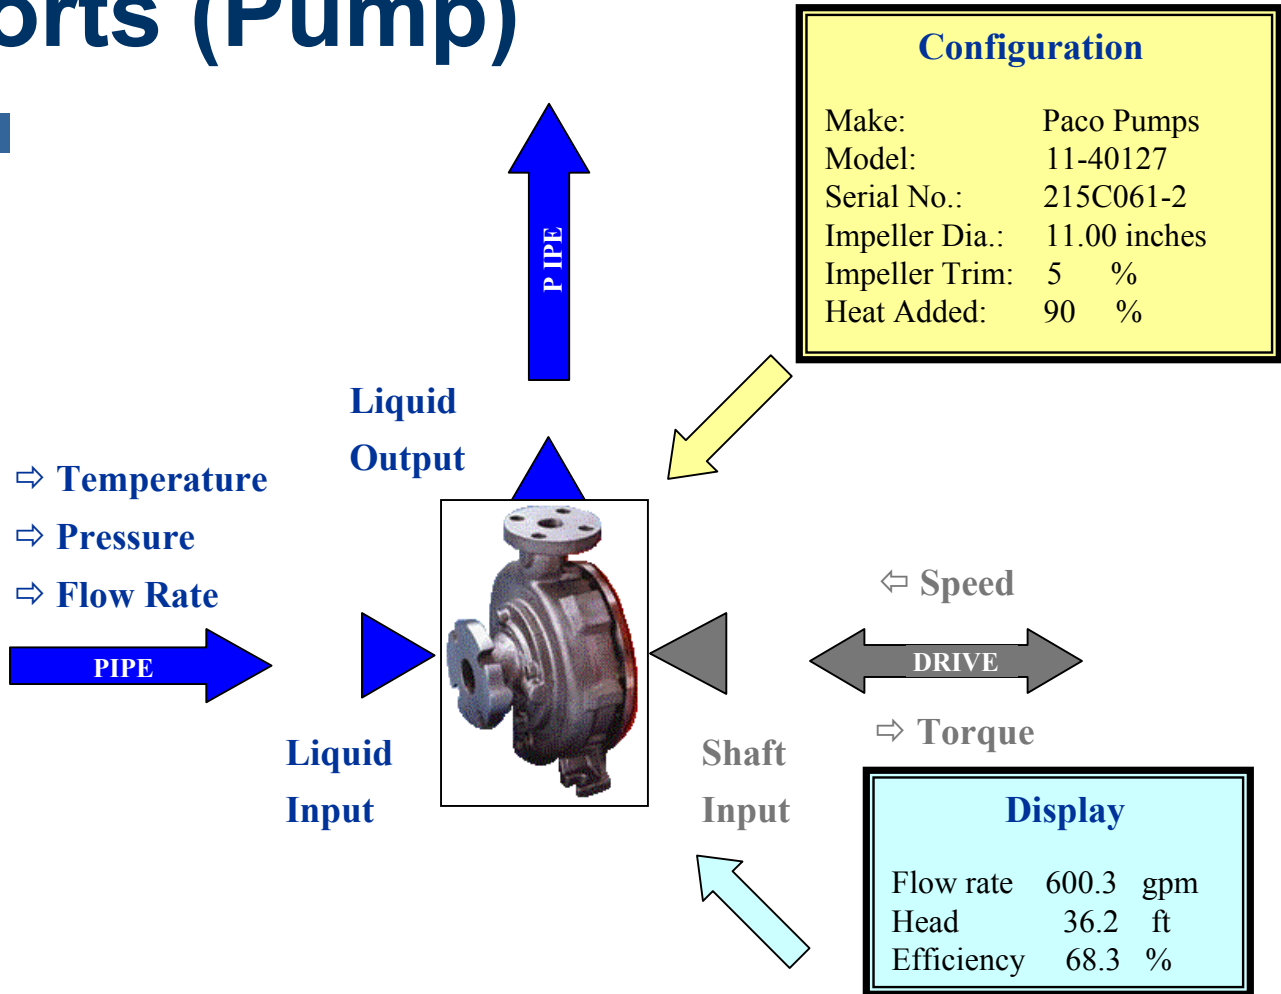 orts (Pump)
Configuration
Make: Paco Pumps
Model: 11-40127
Serial No.: 215C061-2
Impeller Dia.: 11.00 inches
Impeller Trim: 5 %
Heat Added: 90 %
P IPE
Liquid
Output
⇨ Temperature
⇨ Pressure
⇨ Flow Rate
PIPE
Liquid
Input
⇦ Speed
DRIVE
⇨ Torque
Shaft
Input
Display
Flow rate 600.3 gpm
Head 36.2 ft
Efficiency 68.3 %